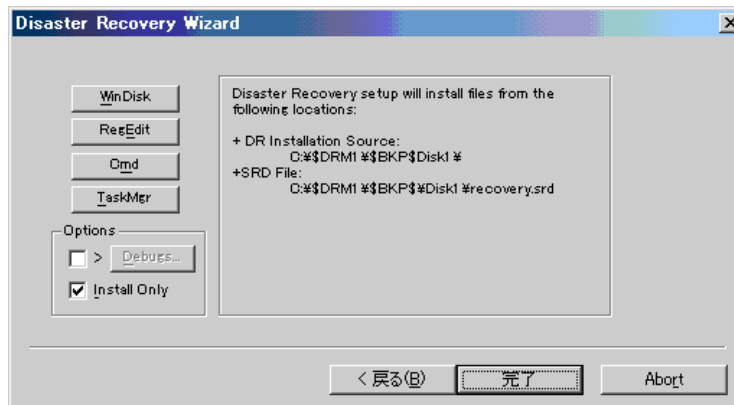 Disaster Recovery Wizard
WinDisk
RegEdit
Cmd
TaskMgr
Options
> Debugs...
Install Only
Disaster Recovery setup will install files from the
following locations:
+ DR Installation Source:
C:¥$DRM1¥$BKP$Disk1¥
+SRD File:
C:¥$DRM1¥$BKP$¥Disk1¥recovery.srd
< 戻る(B)
完了
Abort